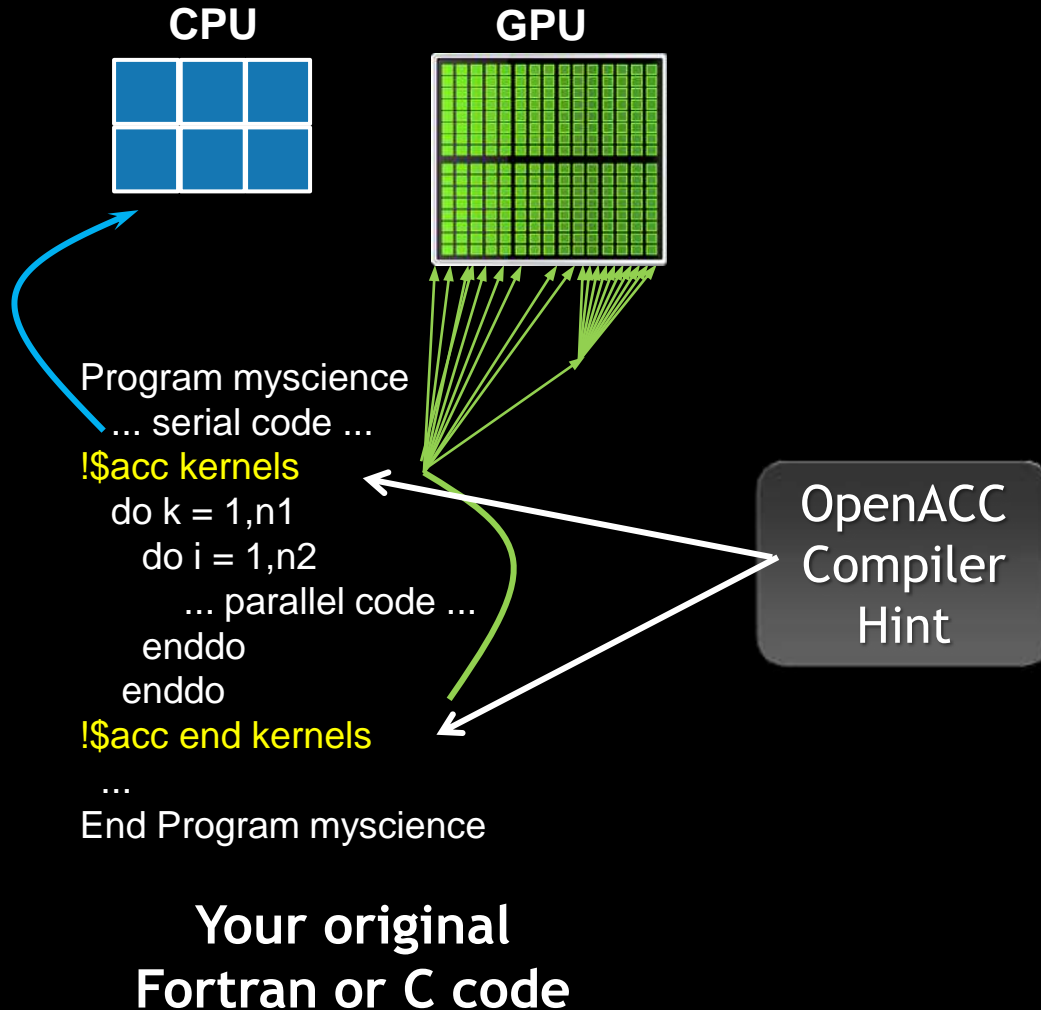 CPU
GPU
Program myscience
... serial code ...
!$acc kernels
do k = 1,n1
do i = 1,n2
... parallel code ...
enddo
enddo
!$acc end kernels
...
End Program myscience
OpenACC
Compiler
Hint
Your original
Fortran or C code